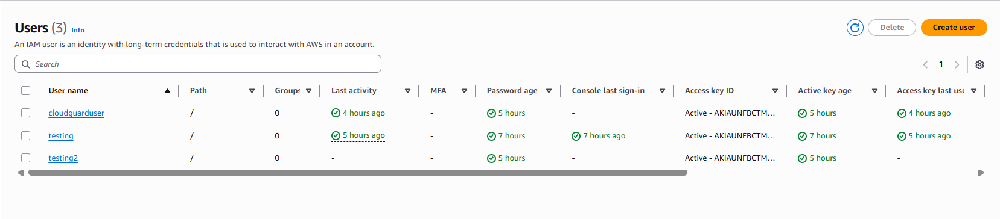 Users (3) Info
Delete
Create user
An IAM user is an identity with long-term credentials that is used to interact with AWS in an account.
Search
1
User name Path Groups Last activity MFA Password age Console last sign-in Access key ID Active key age Access key last use
cloudguarduser / 0 4 hours ago - 5 hours - Active - AKIAUNFBCTM... 5 hours 4 hours ago
testing / 0 5 hours ago - 7 hours 7 hours ago Active - AKIAUNFBCTM... 7 hours 5 hours ago
testing2 / 0 - - 5 hours - Active - AKIAUNFBCTM... 5 hours -